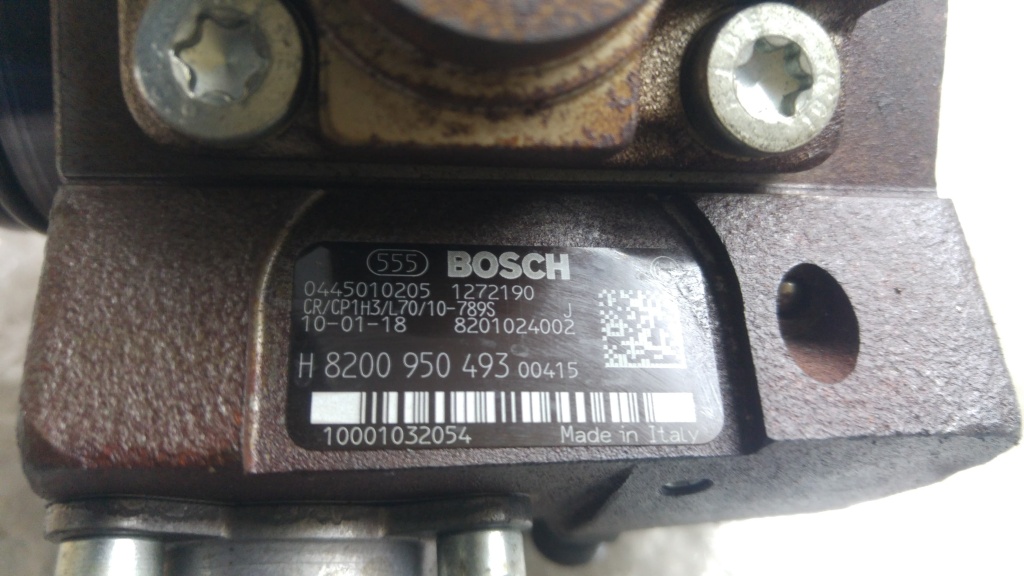 555 BOSCH
0445010205 1272190
CR/CP1H3/L70/10-789S J
10-01-18 8201024002
H 8200 950 493 00415
10001032054 Made in Italy